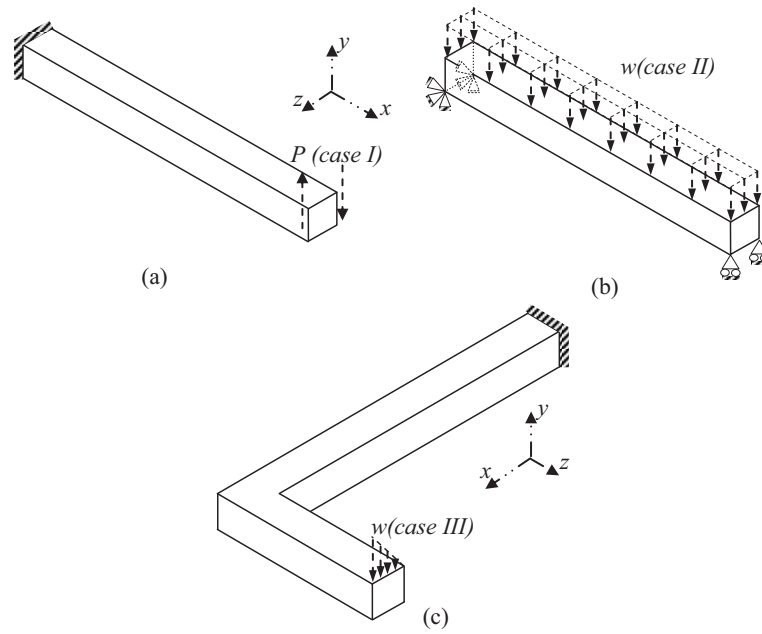 y
z
x
P (case I)
(a)
w(case II)
(b)
y
x
z
w(case III)
(c)